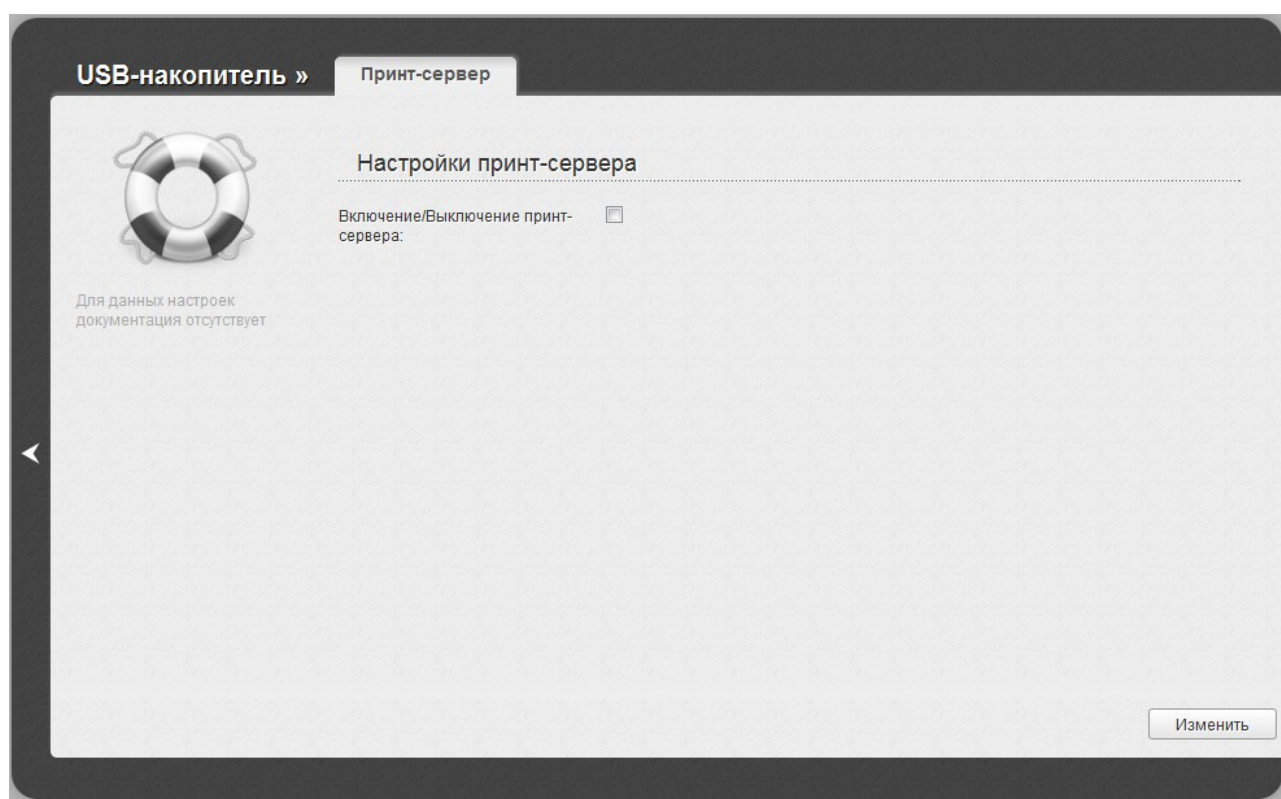 USB-накопитель »
Принт-сервер
Настройки принт-сервера
Включение/Выключение принт-
сервера:
Для данных настроек
документация отсутствует
Изменить